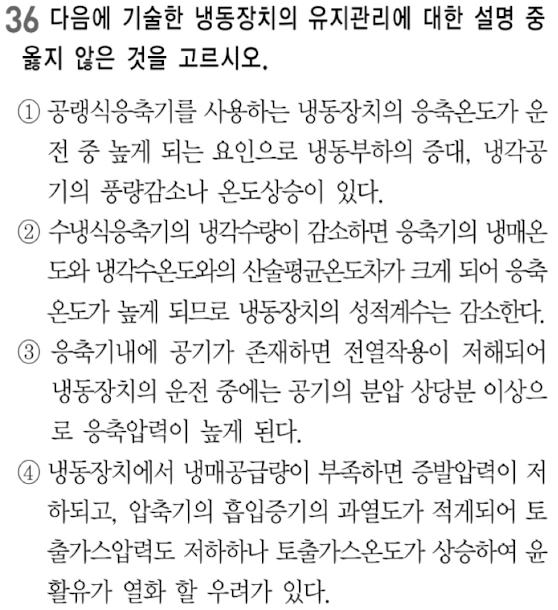 36 다음에 기술한 냉동장치의 유지관리에 대한 설명 중
옳지 않은 것을 고르시오.
① 공랭식응축기를 사용하는 냉동장치의 응축온도가 운
전 중 높게 되는 요인으로 냉동부하의 증대, 냉각공
기의 풍량감소나 온도상승이 있다.
② 수냉식응축기의 냉각수량이 감소하면 응축기의 냉매온
도와 냉각수온도와의 산술평균온도차가 크게 되어 응축
온도가 높게 되므로 냉동장치의 성적계수는 감소한다.
③ 응축기내에 공기가 존재하면 전열작용이 저해되어
냉동장치의 운전 중에는 공기의 분압 상당분 이상으
로 응축압력이 높게 된다.
④ 냉동장치에서 냉매공급량이 부족하면 증발압력이 저
하되고, 압축기의 흡입증기의 과열도가 적게되어 토
출가스압력도 저하하나 토출가스온도가 상승하여 윤
활유가 열화 할 우려가 있다.